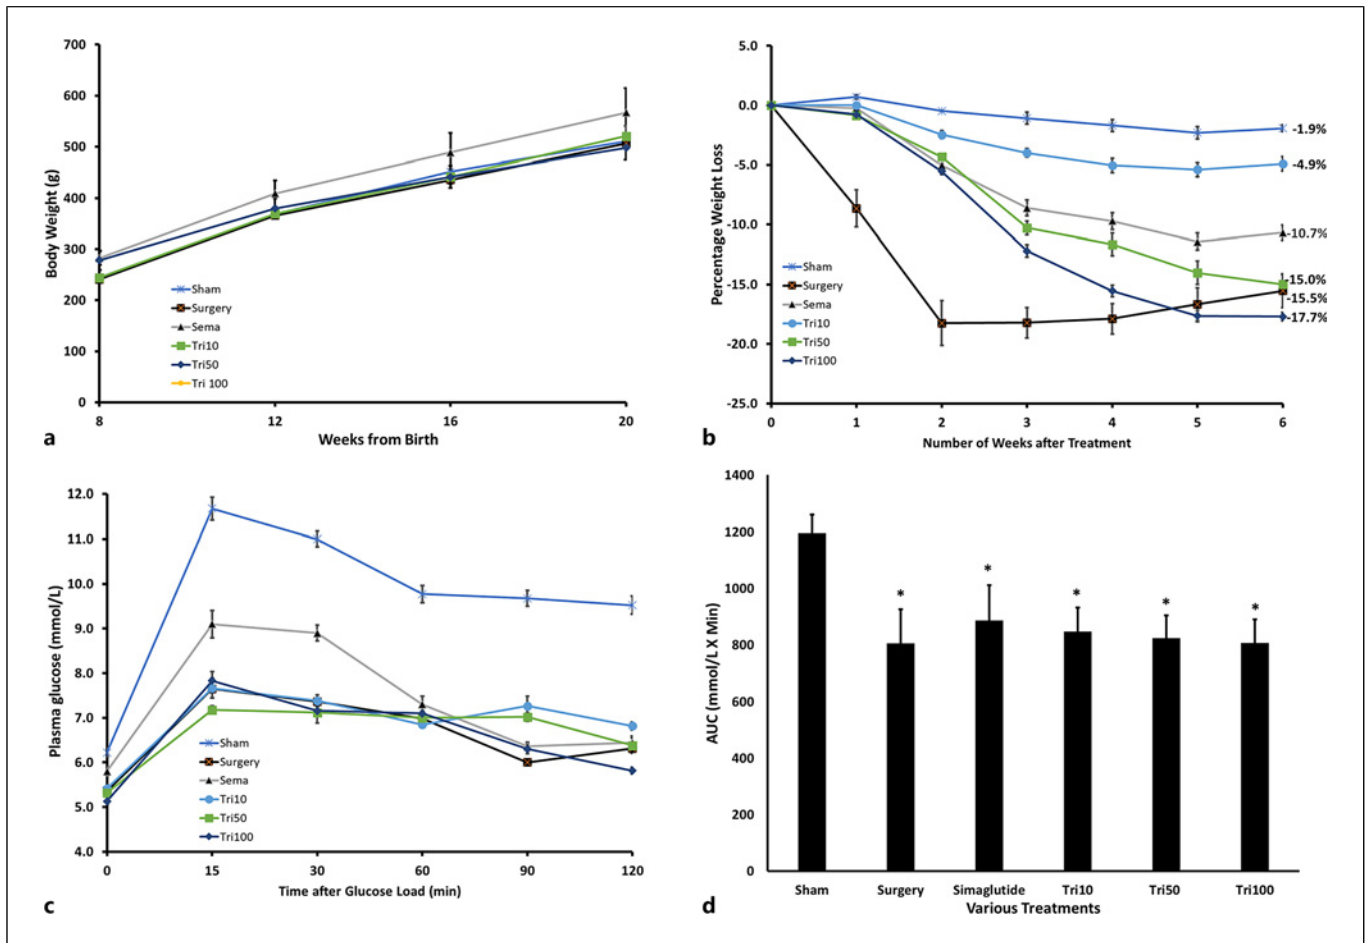 700
600
500
400
300
200
100
0
Body Weight (g)
Sham
Surgery
Sema
Tri10
Tri50
Tri 100
8
12
16
20
Weeks from Birth
a
5.0
0.0
-5.0
-10.0
-15.0
-20.0
-25.0
Percentage Weight Loss
Sham
Surgery
Sema
Tri10
Tri50
Tri100
-1.9%
-4.9%
-10.7%
-15.0%
-15.5%
-17.7%
0
1
2
3
4
5
6
Number of Weeks after Treatment
b
12.0
11.0
10.0
9.0
8.0
7.0
6.0
5.0
4.0
Plasma glucose (mmol/L)
Sham
Surgery
Sema
Tri10
Tri50
Tri100
0
15
30
60
90
120
Time after Glucose Load (min)
c
1400
1200
1000
800
600
400
200
0
AUC (mmol/L X Min)
*
*
*
*
*
Sham
Surgery
Simaglutide
Tri10
Tri50
Tri100
Various Treatments
d